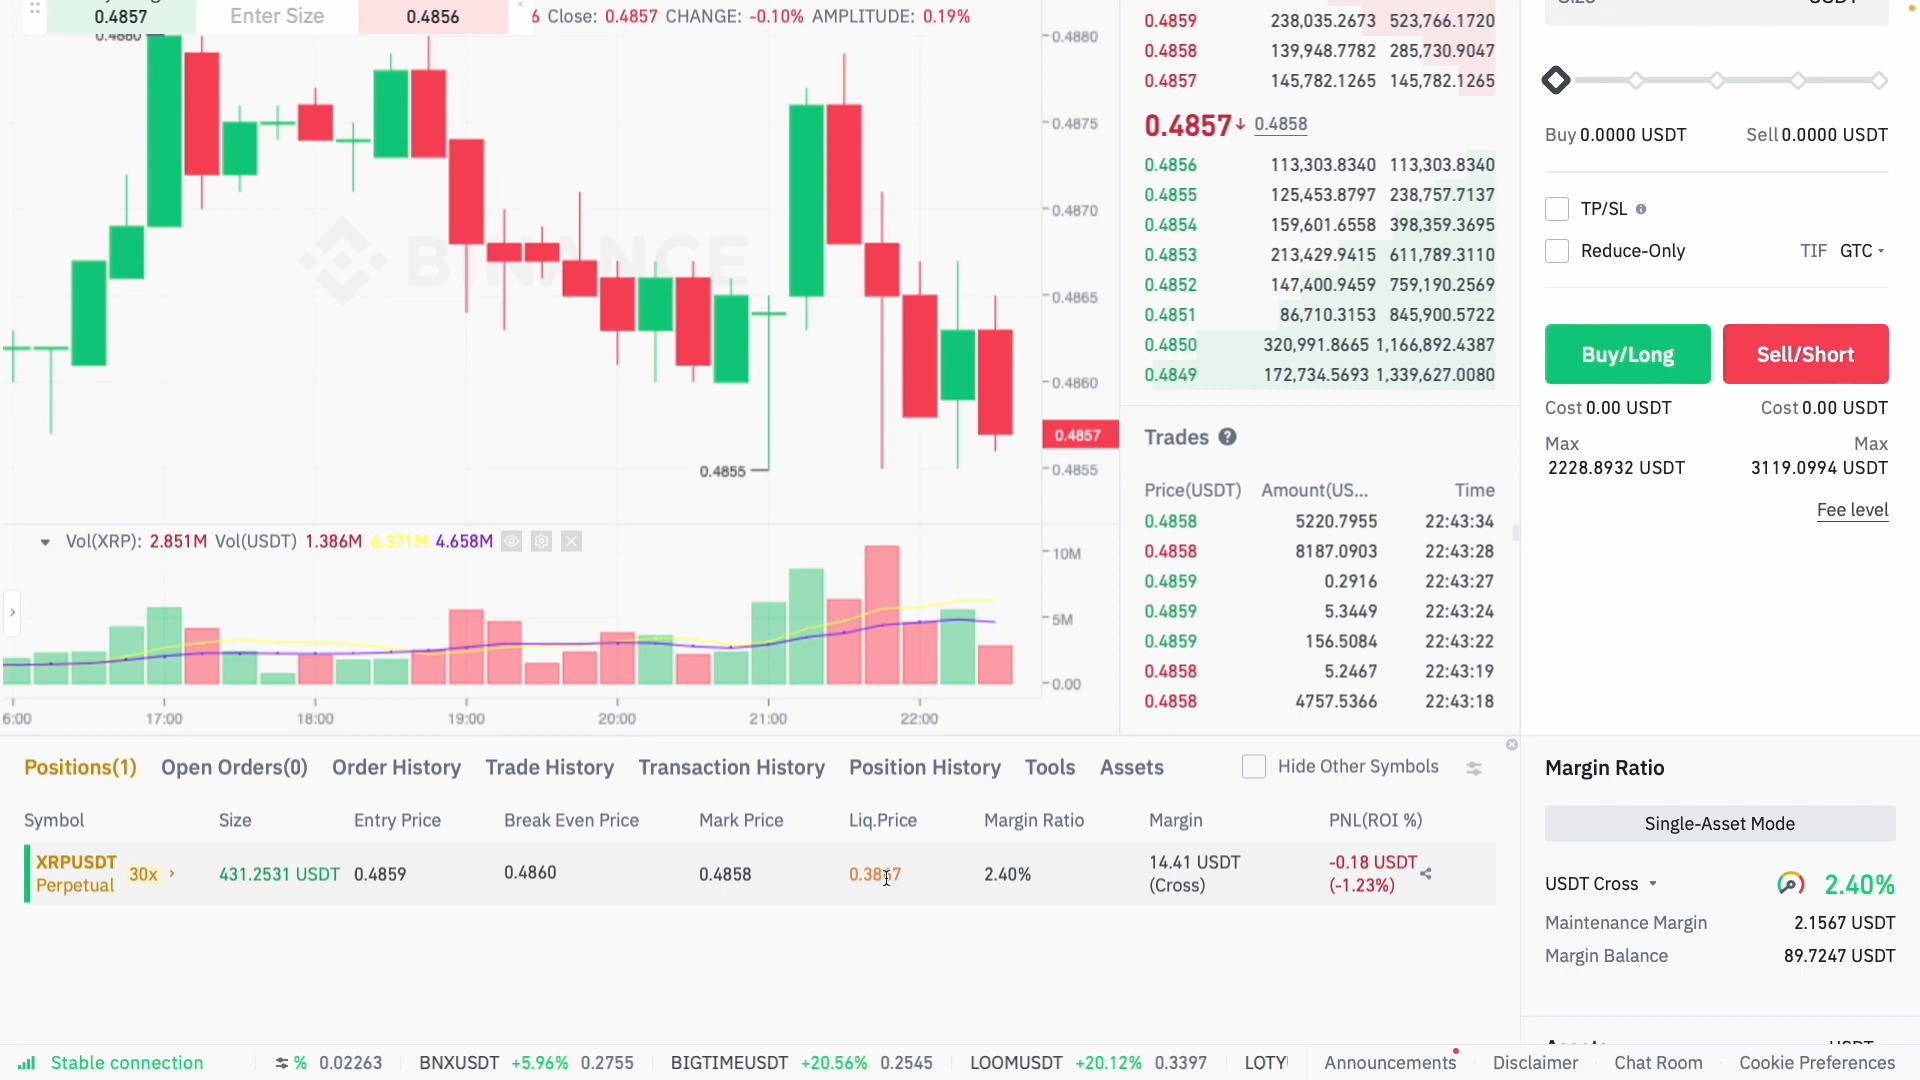 0.4857 Enter Size 0.4856 6 Close: 0.4857 CHANGE: -0.10% AMPLITUDE: 0.19%
0.4880
0.4880
0.4875
0.4870
0.4865
0.4860
0.4857
0.4855
0.4855
BINANCE
Vol(XRP): 2.851M Vol(USDT) 1.386M 6.371M 4.658M
10M
5M
0.00
6:00 17:00 18:00 19:00 20:00 21:00 22:00
0.4859 238,035.2673 523,766.1720
0.4858 139,948.7782 285,730.9047
0.4857 145,782.1265 145,782.1265
0.4857↓ 0.4858
0.4856 113,303.8340 113,303.8340
0.4855 125,453.8797 238,757.7137
0.4854 159,601.6558 398,359.3695
0.4853 213,429.9415 611,789.3110
0.4852 147,400.9459 759,190.2569
0.4851 86,710.3153 845,900.5722
0.4850 320,991.8665 1,166,892.4387
0.4849 172,734.5693 1,339,627.0080
Trades
Price(USDT) Amount(US... Time
0.4858 5220.7955 22:43:34
0.4858 8187.0903 22:43:28
0.4859 0.2916 22:43:27
0.4859 5.3449 22:43:24
0.4859 156.5084 22:43:22
0.4858 5.2467 22:43:19
0.4858 4757.5366 22:43:18
Size USDT
Buy 0.0000 USDT Sell 0.0000 USDT
TP/SL
Reduce-Only TIF GTC
Buy/Long Sell/Short
Cost 0.00 USDT Cost 0.00 USDT
Max Max
2228.8932 USDT 3119.0994 USDT
Fee level
Positions(1) Open Orders(0) Order History Trade History Transaction History Position History Tools Assets Hide Other Symbols
Symbol Size Entry Price Break Even Price Mark Price Liq.Price Margin Ratio Margin PNL(ROI %)
XRPUSDT 30x 431.2531 USDT 0.4859 0.4860 0.4858 0.3867 2.40% 14.41 USDT -0.18 USDT
Perpetual (Cross) (-1.23%)
Margin Ratio
Single-Asset Mode
USDT Cross 2.40%
Maintenance Margin 2.1567 USDT
Margin Balance 89.7247 USDT
Stable connection % 0.02263 BNXUSDT +5.96% 0.2755 BIGTIMEUSDT +20.56% 0.2545 LOOMUSDT +20.12% 0.3397 LOTY Announcements Disclaimer Chat Room Cookie Preferences